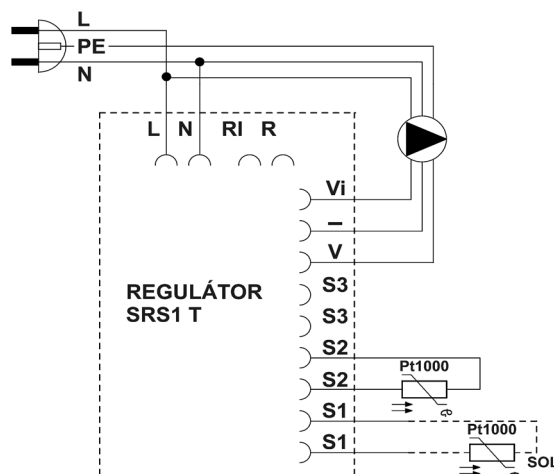 L
PE
N
L N RI R
Vi
–
V
S3
REGULÁTOR
SRS1 T
S3
S2
Pt1000
S2
S1
Pt1000
S1